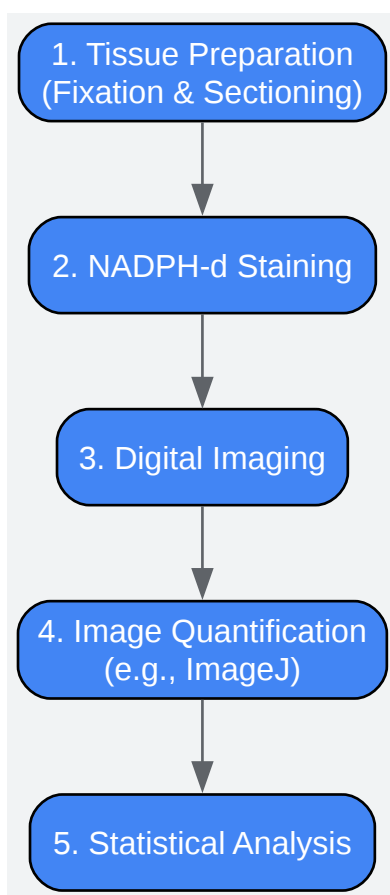 1. Tissue Preparation
(Fixation & Sectioning)
2. NADPH-d Staining
3. Digital Imaging
4. Image Quantification
(e.g., ImageJ)
5. Statistical Analysis